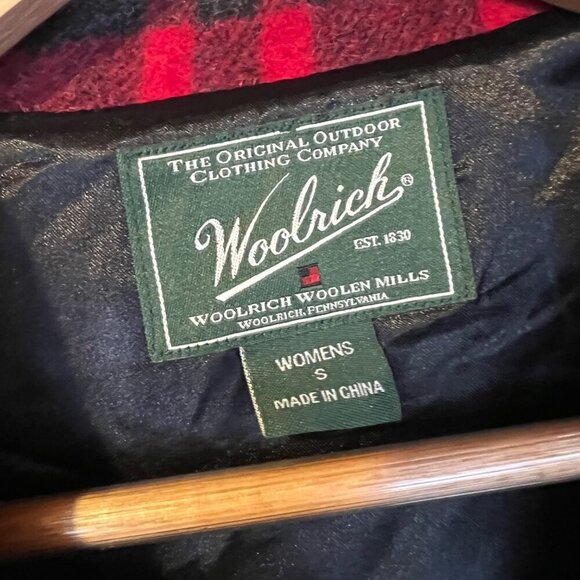 THE ORIGINAL OUTDOOR
CLOTHING COMPANY
Woolrich®
EST. 1830
WOOLRICH WOOLEN MILLS
WOOLRICH, PENNSYLVANIA
WOMENS
S
MADE IN CHINA